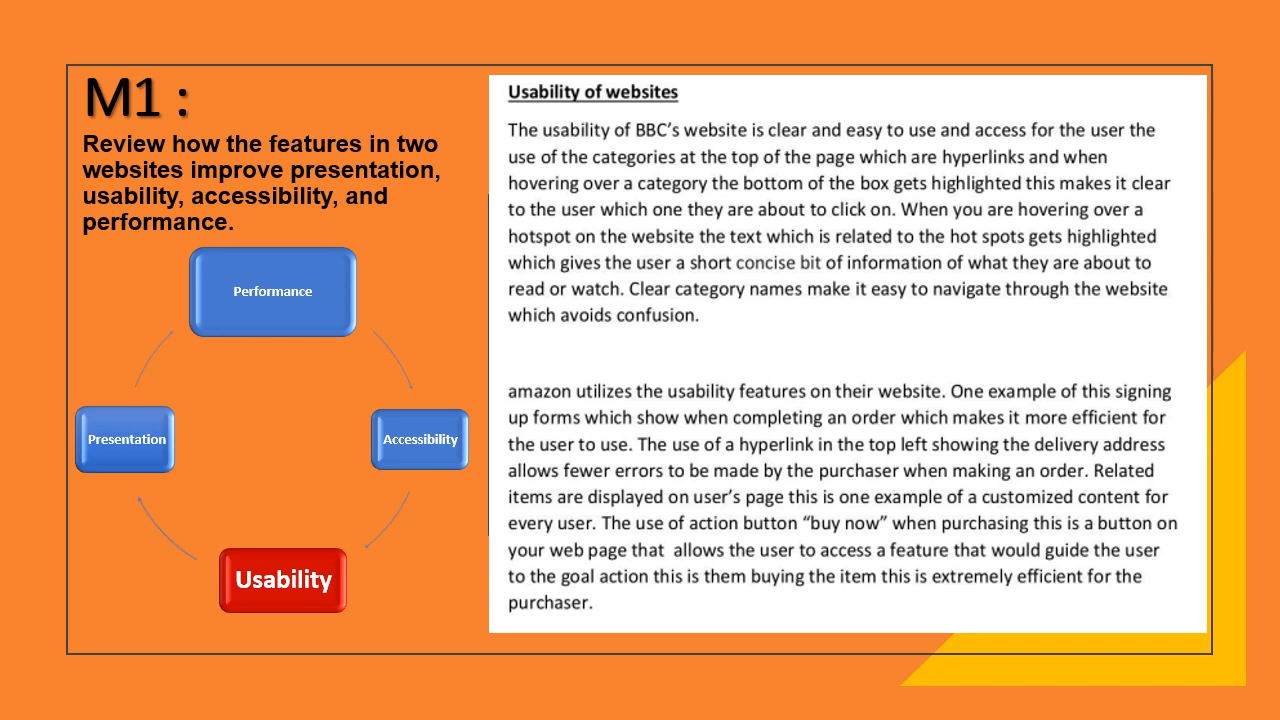 M1 :
Review how the features in two
websites improve presentation,
usability, accessibility, and
performance.
Performance
Presentation
Accessibility
Usability
Usability of websites
The usability of BBC's website is clear and easy to use and access for the user the
use of the categories at the top of the page which are hyperlinks and when
hovering over a category the bottom of the box gets highlighted this makes it clear
to the user which one they are about to click on. When you are hovering over a
hotspot on the website the text which is related to the hot spots gets highlighted
which gives the user a short concise bit of information of what they are about to
read or watch. Clear category names make it easy to navigate through the website
which avoids confusion.
amazon utilizes the usability features on their website. One example of this signing
up forms which show when completing an order which makes it more efficient for
the user to use. The use of a hyperlink in the top left showing the delivery address
allows fewer errors to be made by the purchaser when making an order. Related
items are displayed on user's page this is one example of a customized content for
every user. The use of action button “buy now” when purchasing this is a button on
your web page that  allows the user to access a feature that would guide the user
to the goal action this is them buying the item this is extremely efficient for the
purchaser.